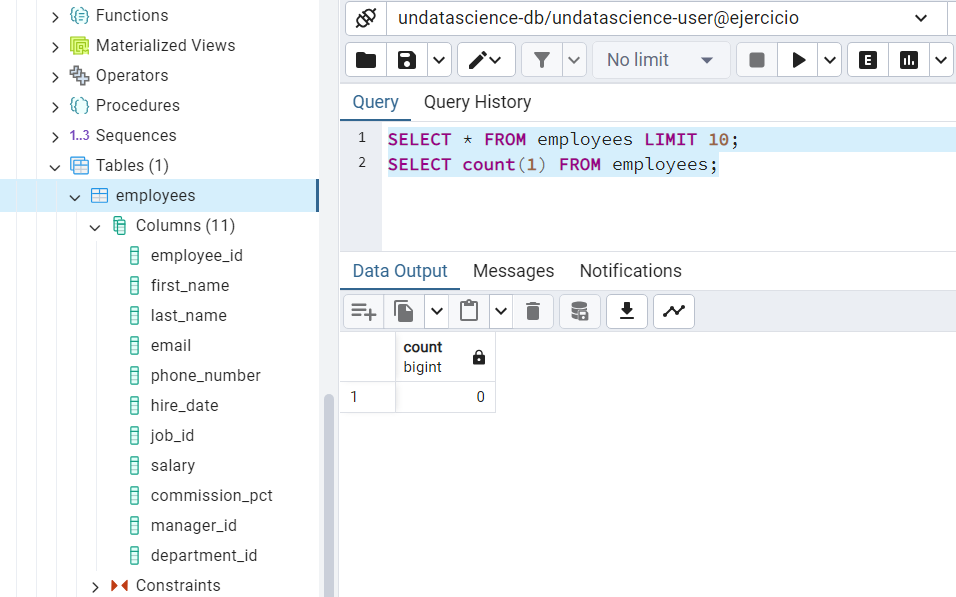 Functions
Materialized Views
Operators
Procedures
1..3 Sequences
Tables (1)
employees
Columns (11)
employee_id
first_name
last_name
email
phone_number
hire_date
job_id
salary
commission_pct
manager_id
department_id
Constraints
undatascience-db/undatascience-user@ejercicio
No limit
E
Query Query History
1 SELECT * FROM employees LIMIT 10;
2 SELECT count(1) FROM employees;
Data Output Messages Notifications
count
bigint
1 0